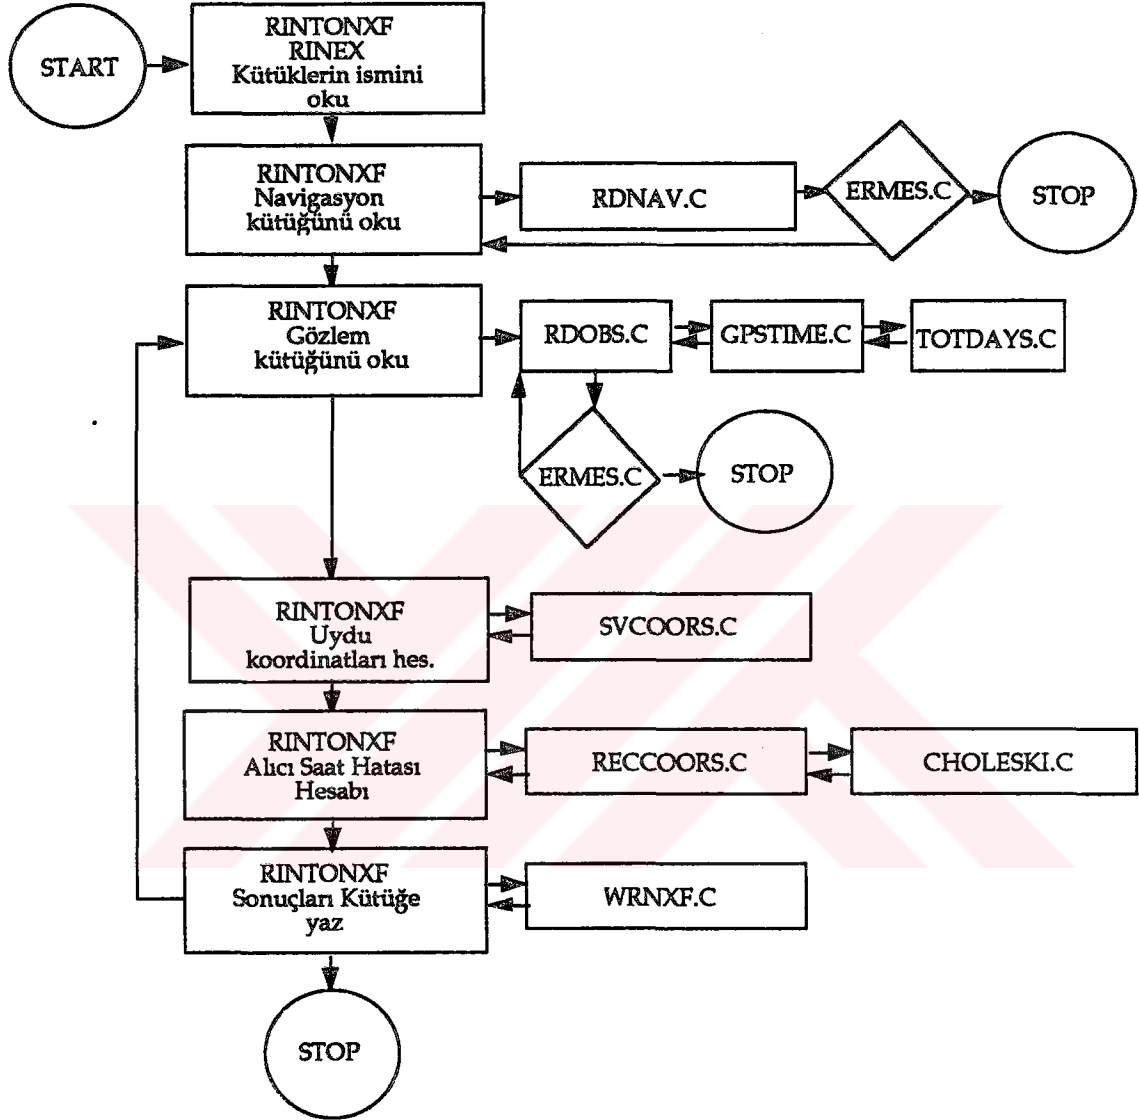 START
RINTONXF
RINEX
Kütüklerin ismini
oku
RINTONXF
Navigasyon
kütüğünü oku
RDNAV.C
ERMES.C
STOP
RINTONXF
Gözlem
kütüğünü oku
RDOBS.C
GPSTIME.C
TOTDAYS.C
ERMES.C
STOP
RINTONXF
Uydu
koordinatları hes.
SVCOORS.C
RINTONXF
Alıcı Saat Hatası
Hesabı
RECCOORS.C
CHOLESKI.C
RINTONXF
Sonuçları Kütüğe
yaz
WRNXF.C
STOP